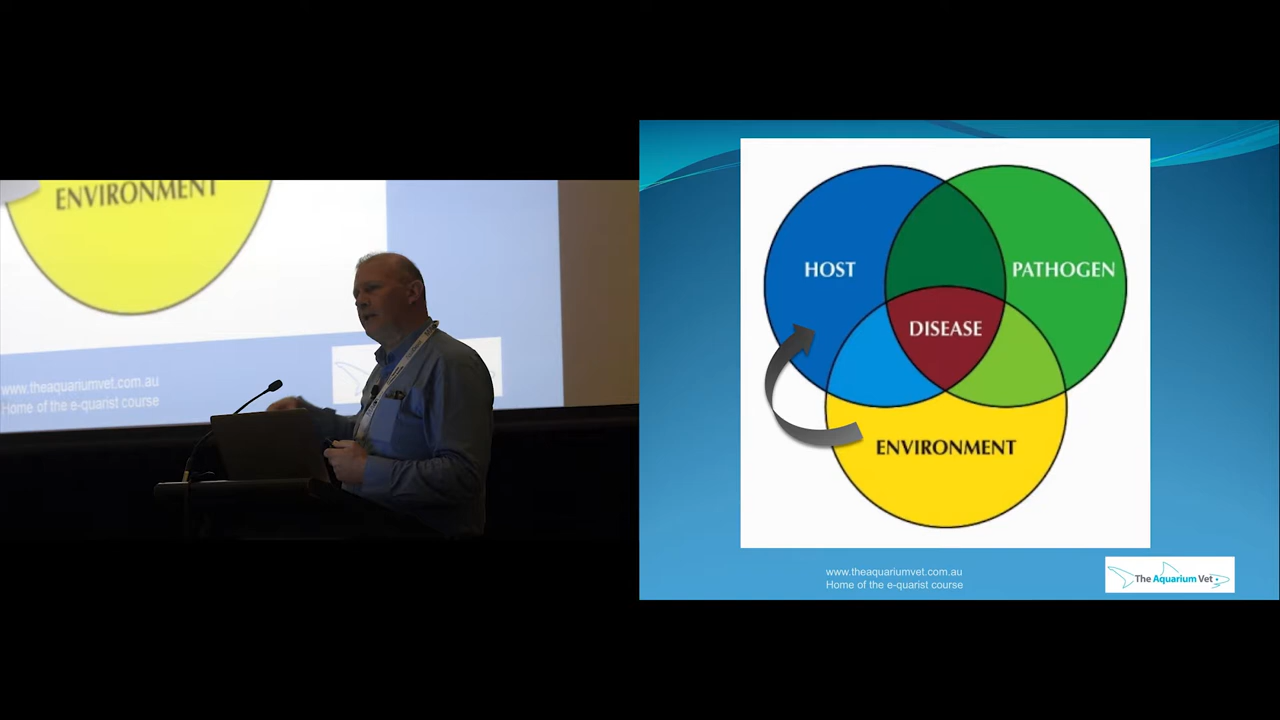 ENVIRONMENT
www.theaquariumvet.com.au
Home of the e-quarist course
HOST
PATHOGEN
DISEASE
ENVIRONMENT
www.theaquariumvet.com.au
Home of the e-quarist course
The Aquarium Vet